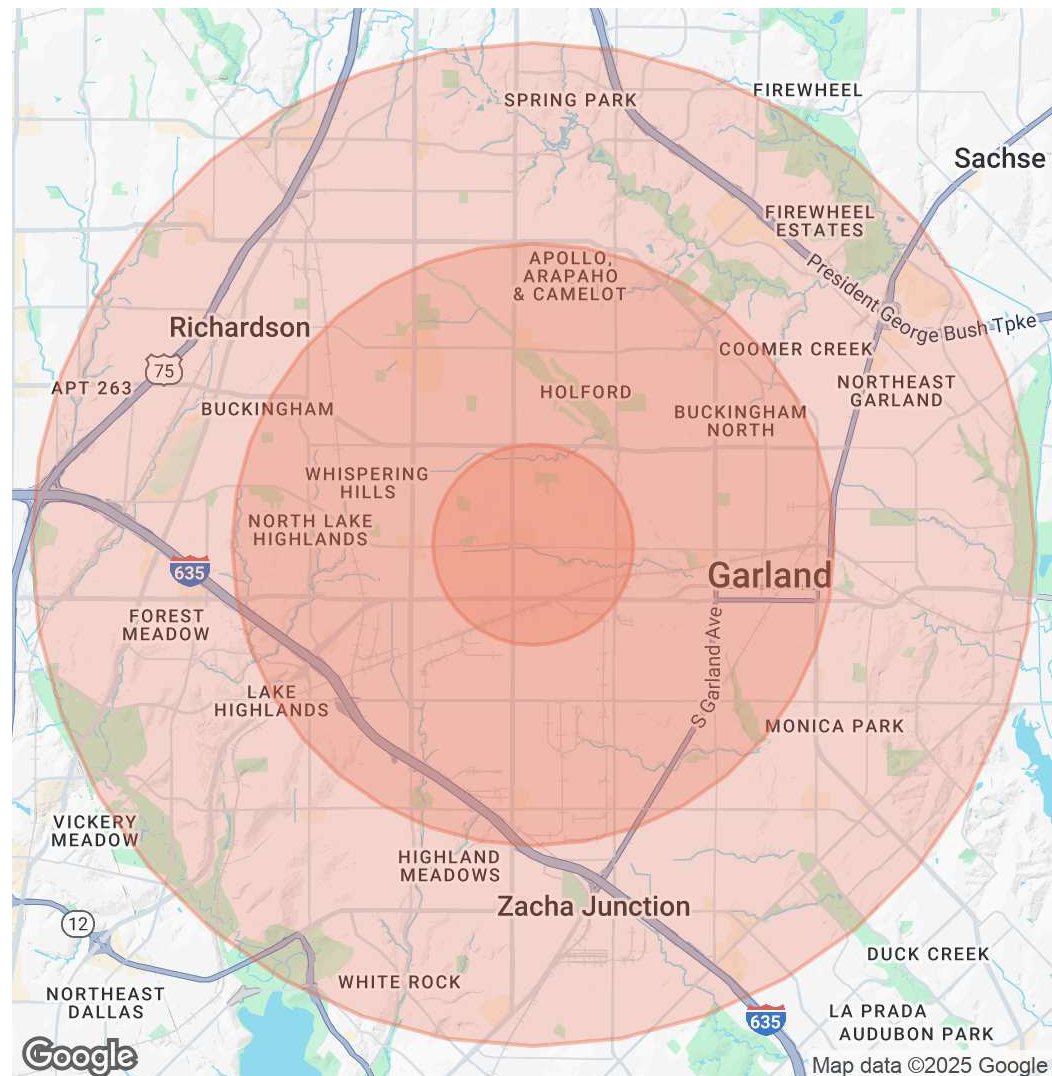 SPRING PARK
FIREWHEEL
Sachse
FIREWHEEL
ESTATES
APOLLO,
ARAPAHO
& CAMELOT
President George Bush Tpke
Richardson
COOMER CREEK
75
APT 263
NORTHEAST
GARLAND
HOLFORD
BUCKINGHAM
BUCKINGHAM
NORTH
WHISPERING
HILLS
NORTH LAKE
HIGHLANDS
635
Garland
FOREST
MEADOW
S Garland Ave
LAKE
HIGHLANDS
MONICA PARK
VICKERY
MEADOW
HIGHLAND
MEADOWS
Zacha Junction
12
DUCK CREEK
WHITE ROCK
NORTHEAST
DALLAS
635
LA PRADA
AUDUBON PARK
Google
Map data ©2025 Google